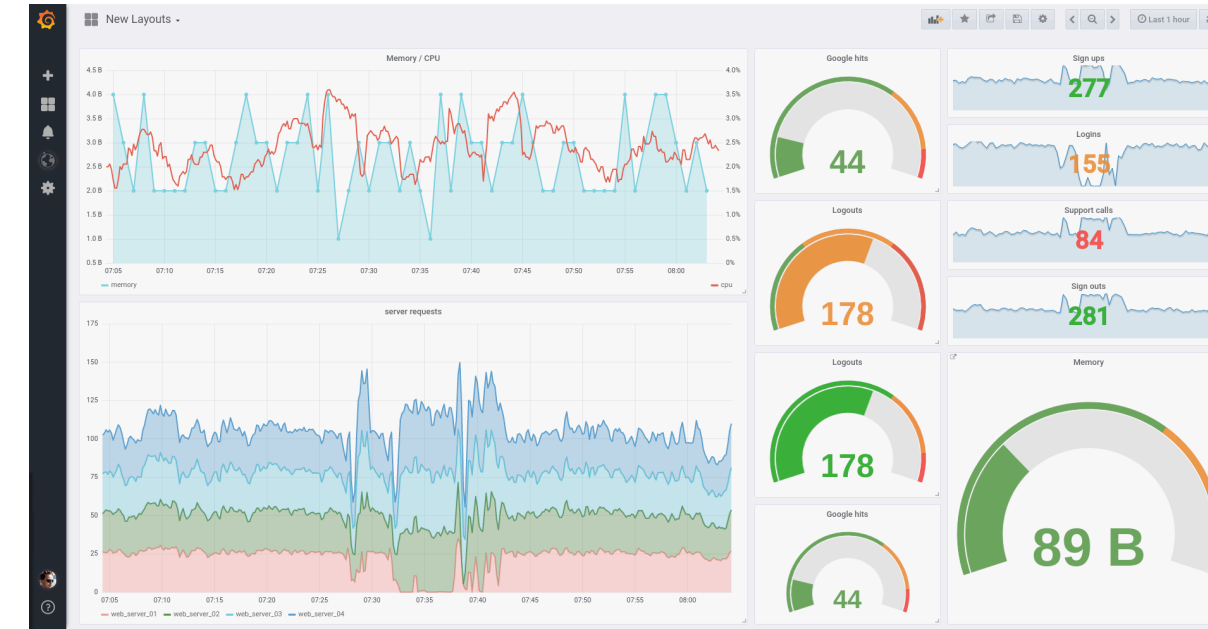 New Layouts
Last 1 hour
Memory / CPU
4.5 B
4.0 B
3.5 B
3.0 B
2.5 B
2.0 B
1.5 B
1.0 B
0.5 B
4.0%
3.5%
3.0%
2.5%
2.0%
1.5%
1.0%
0.5%
0%
07:05 07:10 07:15 07:20 07:25 07:30 07:35 07:40 07:45 07:50 07:55 08:00
memory
cpu
server requests
175
150
125
100
75
50
25
0
07:05 07:10 07:15 07:20 07:25 07:30 07:35 07:40 07:45 07:50 07:55 08:00
web_server_01 web_server_02 web_server_03 web_server_04
Google hits
44
Logouts
178
Logouts
178
Google hits
44
Sign ups
277
Logins
155
Support calls
84
Sign outs
281
Memory
89 B